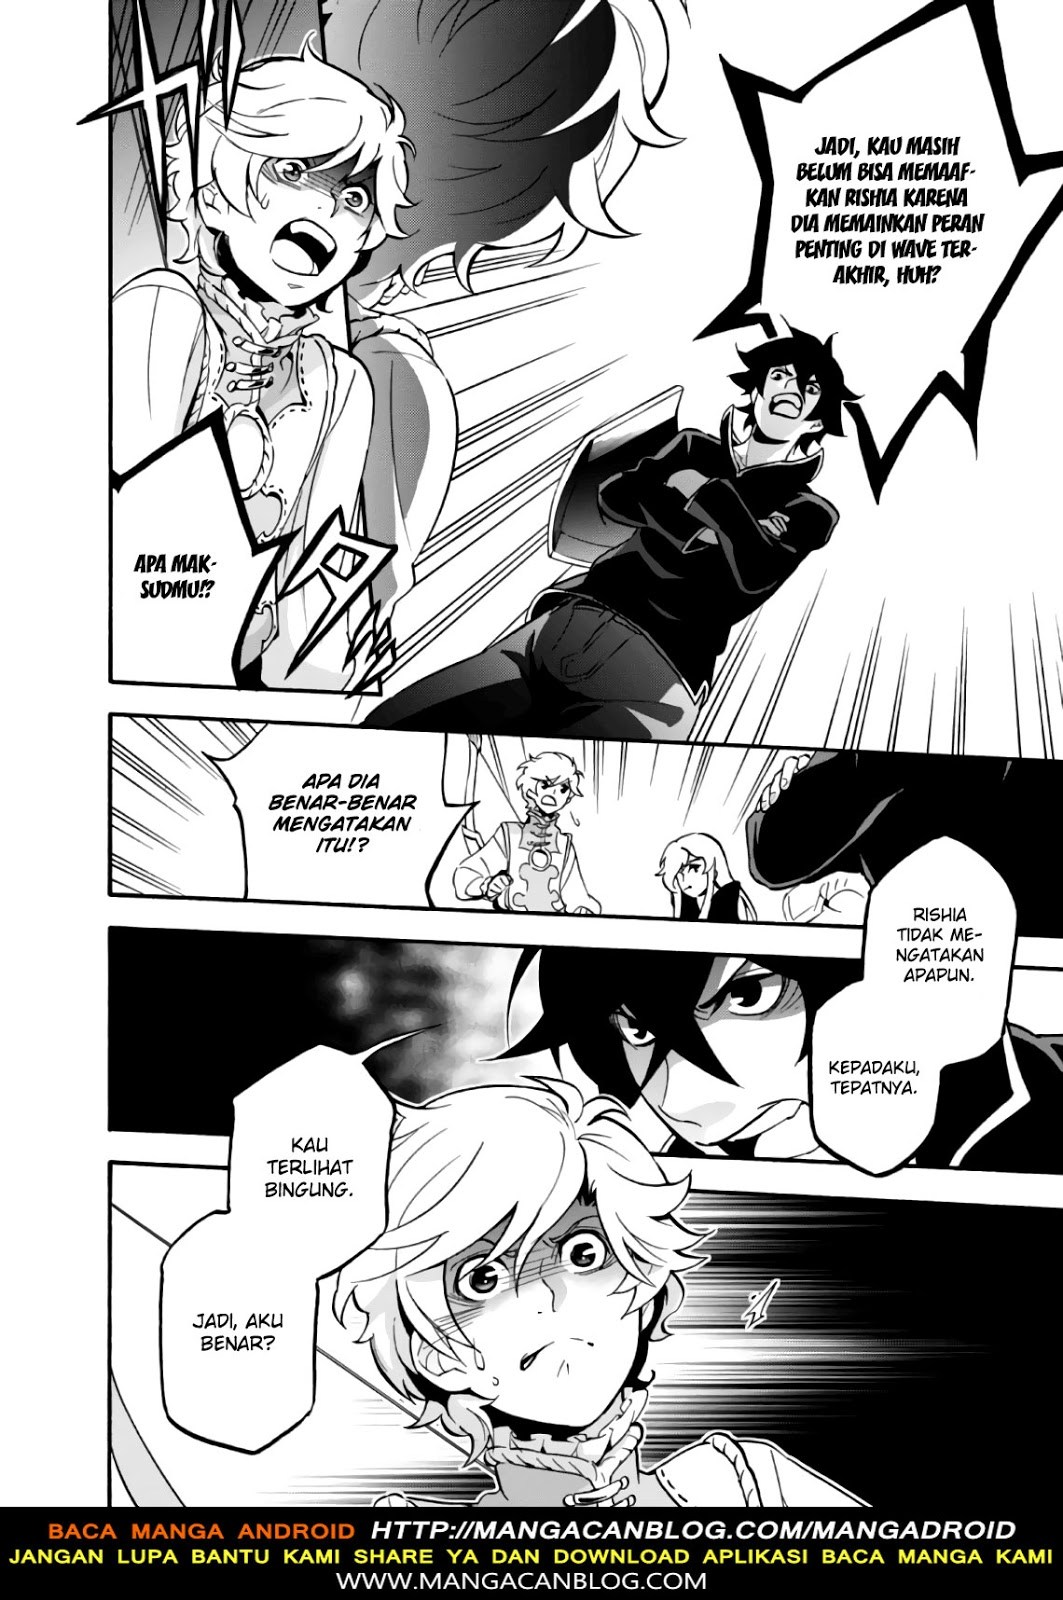 JADI, KAU MASIH
BELUM BISA MEMAAF-
KAN RISHIA KARENA
DIA MEMAINKAN PERAN
PENTING DI WAVE TER-
AKHIR, HUH?
APA MAK-
SUDMU!?
APA DIA
BENAR-BENAR
MENGATAKAN
ITU!?
RISHIA
TIDAK ME-
NGATAKAN
APAPUN.
KEPADAKU,
TEPATNYA.
KAU
TERLIHAT
BINGUNG.
JADI, AKU
BENAR?
BACA MANGA ANDROID HTTP://MANGACANBLOG.COM/MANGADROID
JANGAN LUPA BANTU KAMI SHARE YA DAN DOWNLOAD APLIKASI BACA MANGA KAMI
WWW.MANGACANBLOG.COM